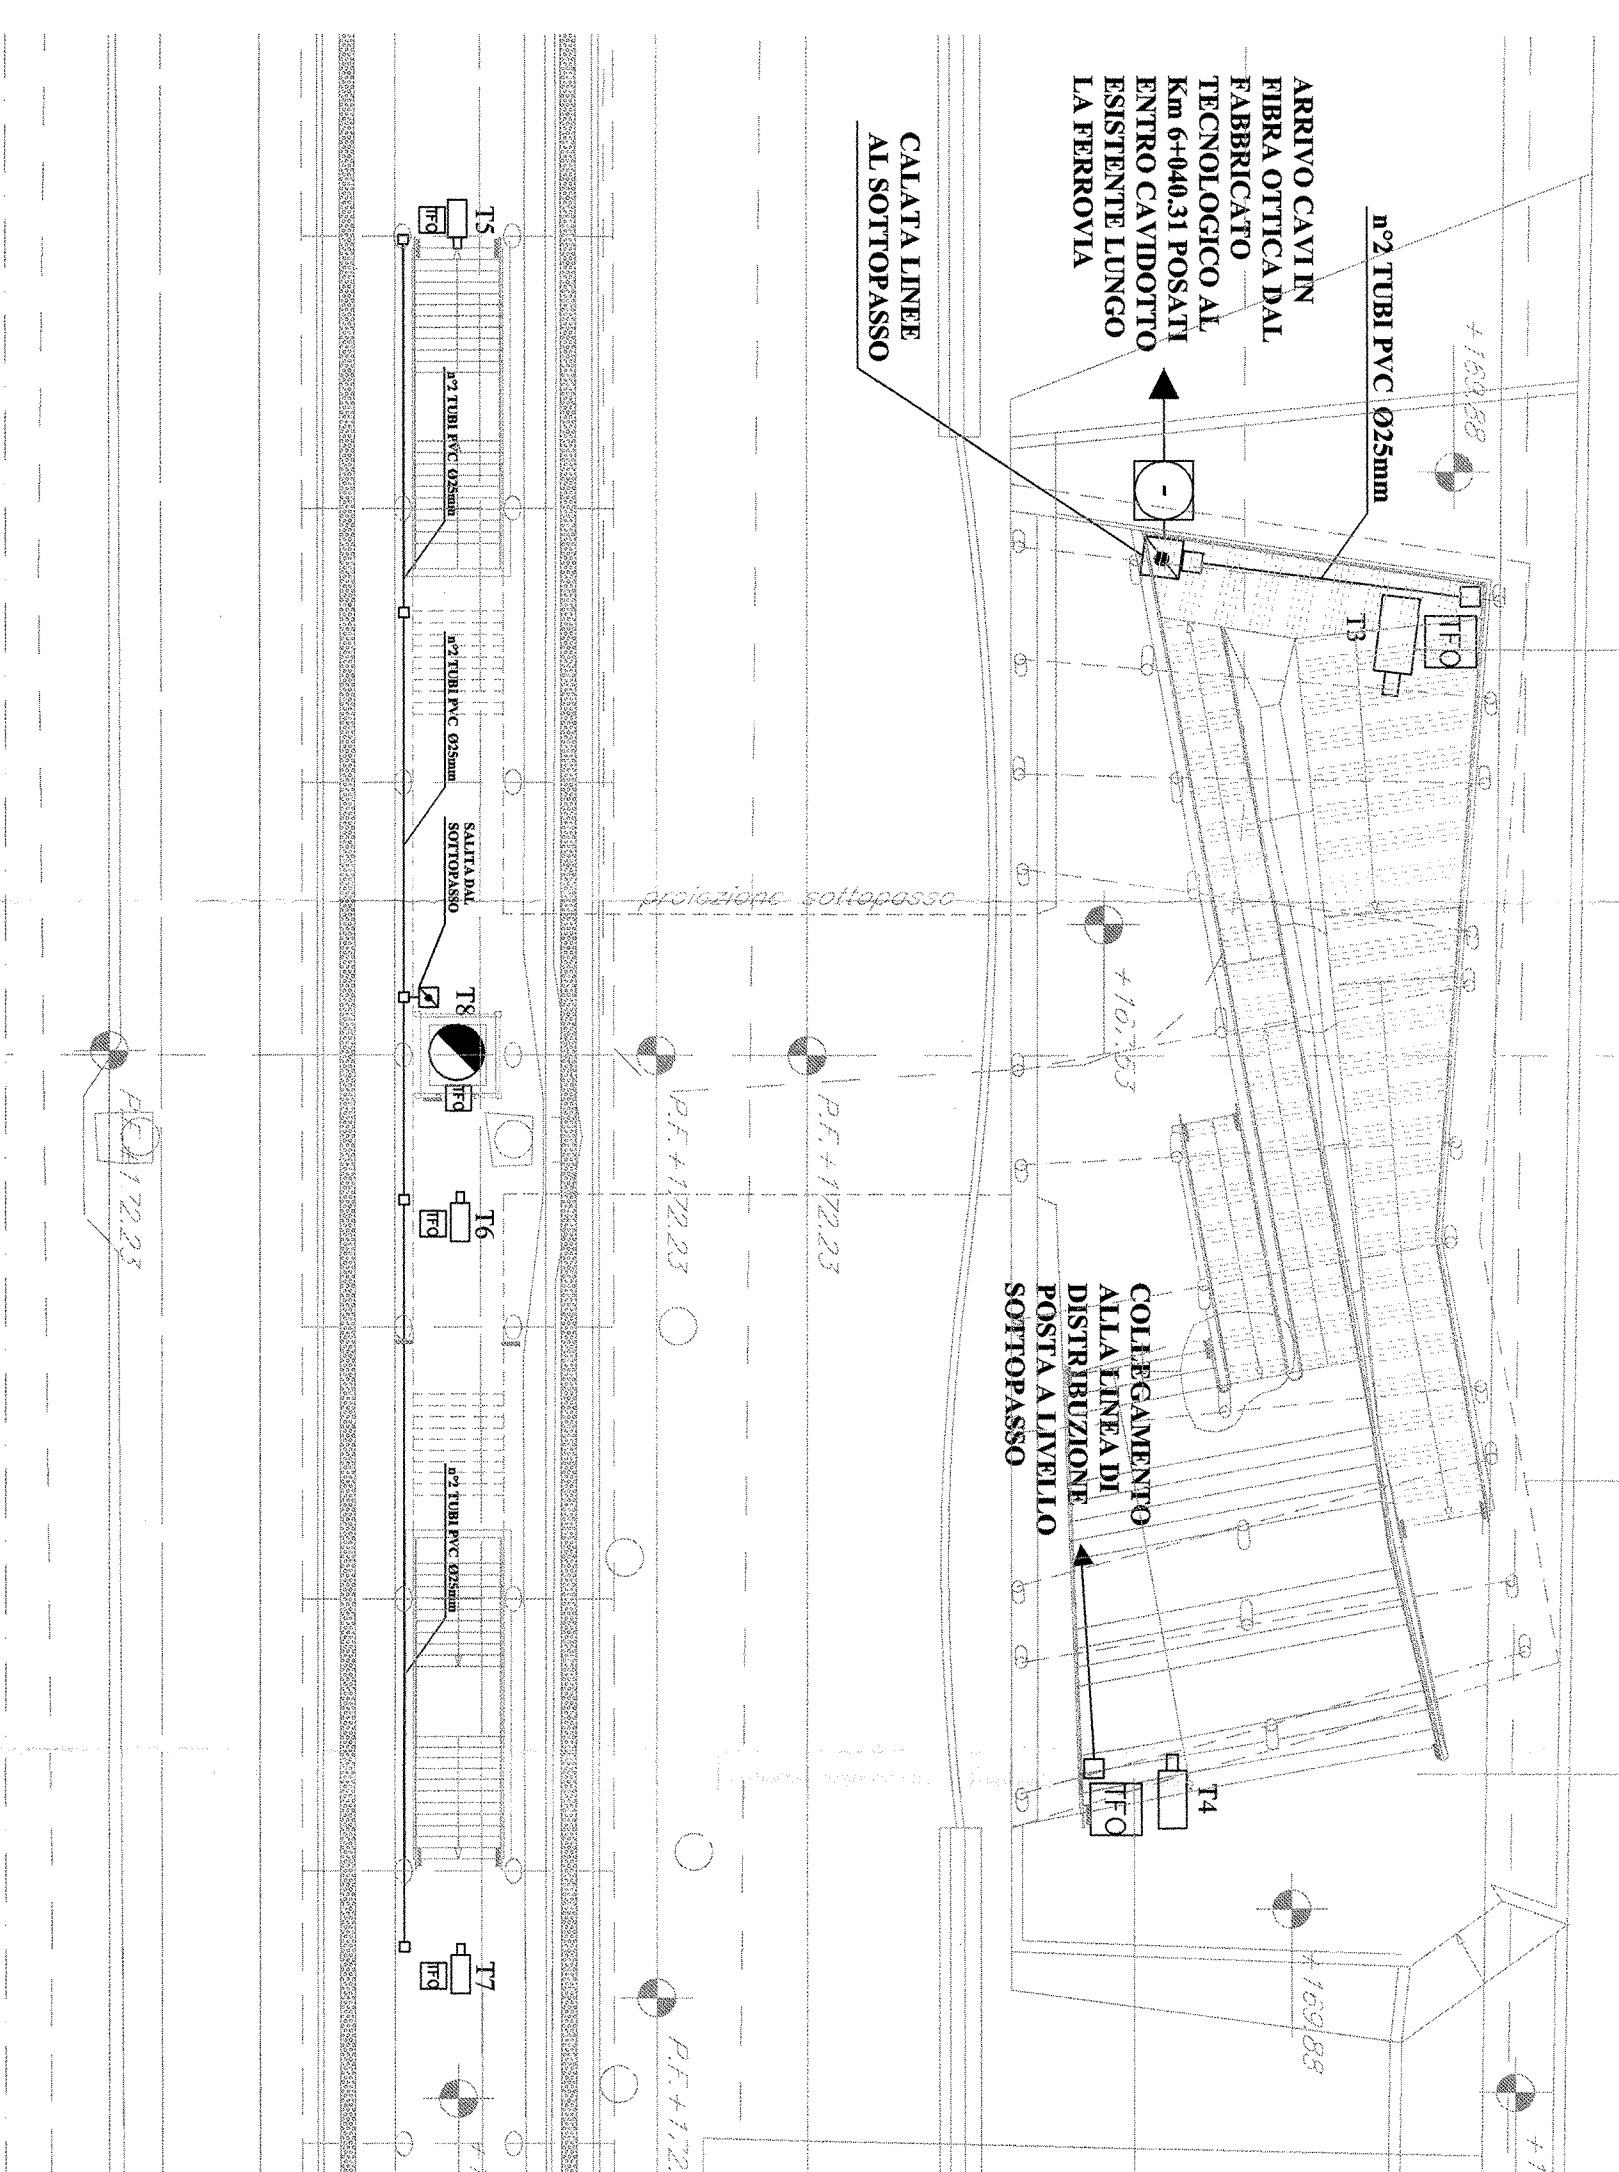 ARRIVO CAVI IN
FIBRA OTTICA DAL
FABBRICATO
TECNOLOGICO AL
Km 6+040.31 POSATI
ENTRO CAVIDOTTO
ESISTENTE LUNGO
LA FERROVIA
n°2 TUBI PVC Ø25mm
+169.88
CALATA LINEE
AL SOTTOPASSO
T3
TFO
+167.53
proiezione sottopasso
COLLEGAMENTO
ALLA LINEA DI
DISTRIBUZIONE
POSTA A LIVELLO
SOTTOPASSO
T4
TFO
+169.88
P.F.+172.23
P.F.+172.23
P.F.+172.
T5
TFO
n°2 TUBI PVC Ø25mm
n°2 TUBI PVC Ø25mm
SALITA DAL
SOTTOPASSO
T8
TFO
T6
TFO
n°2 TUBI PVC Ø25mm
T7
TFO
P.F.+172.23